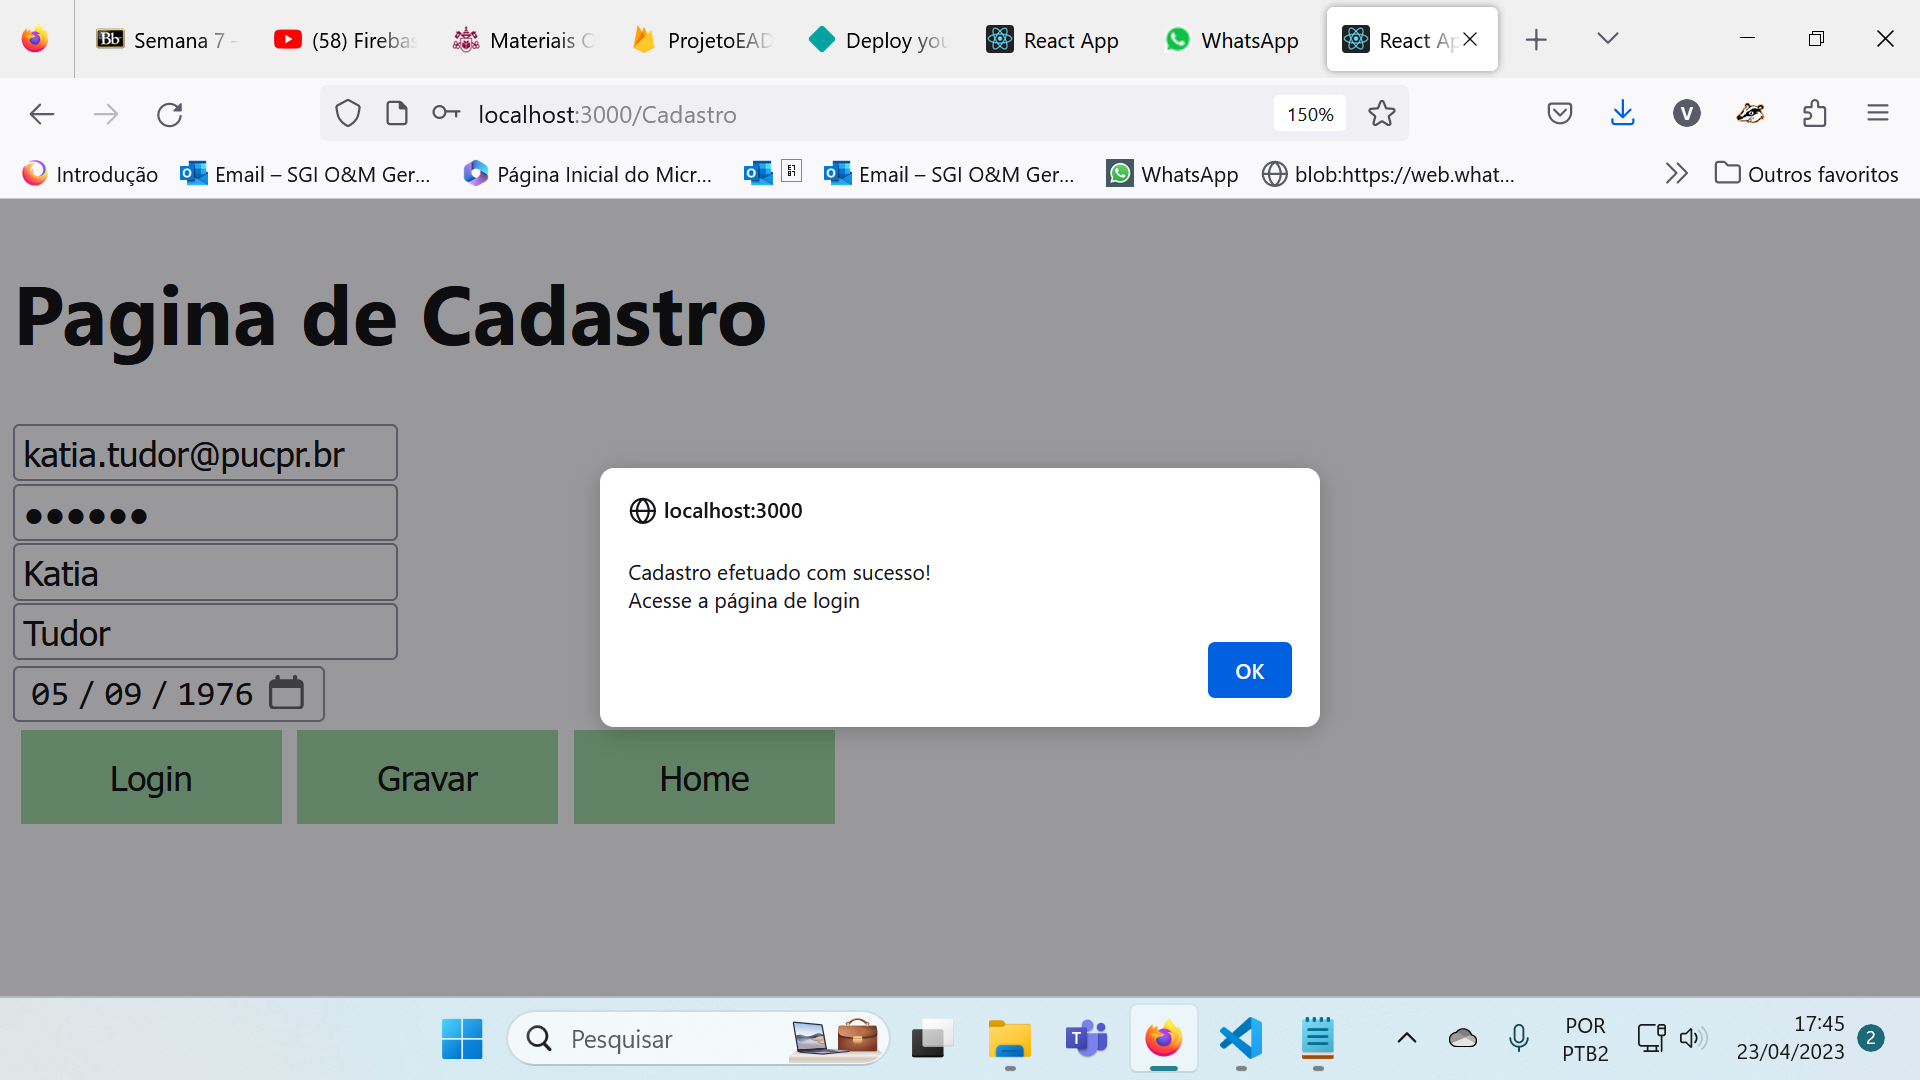 Semana 7 -
(58) Firebas
Materiais C
ProjetoEAD
Deploy you
React App
WhatsApp
React Ap
localhost:3000/Cadastro
150%
V
Introdução
Email – SGI O&M Ger...
Página Inicial do Micr...
Email – SGI O&M Ger...
WhatsApp
blob:https://web.what...
Outros favoritos
Pagina de Cadastro
katia.tudor@pucpr.br
●●●●●●
Katia
Tudor
05 / 09 / 1976
Login
Gravar
Home
localhost:3000
Cadastro efetuado com sucesso!
Acesse a página de login
OK
Pesquisar
POR
PTB2
17:45
23/04/2023
2